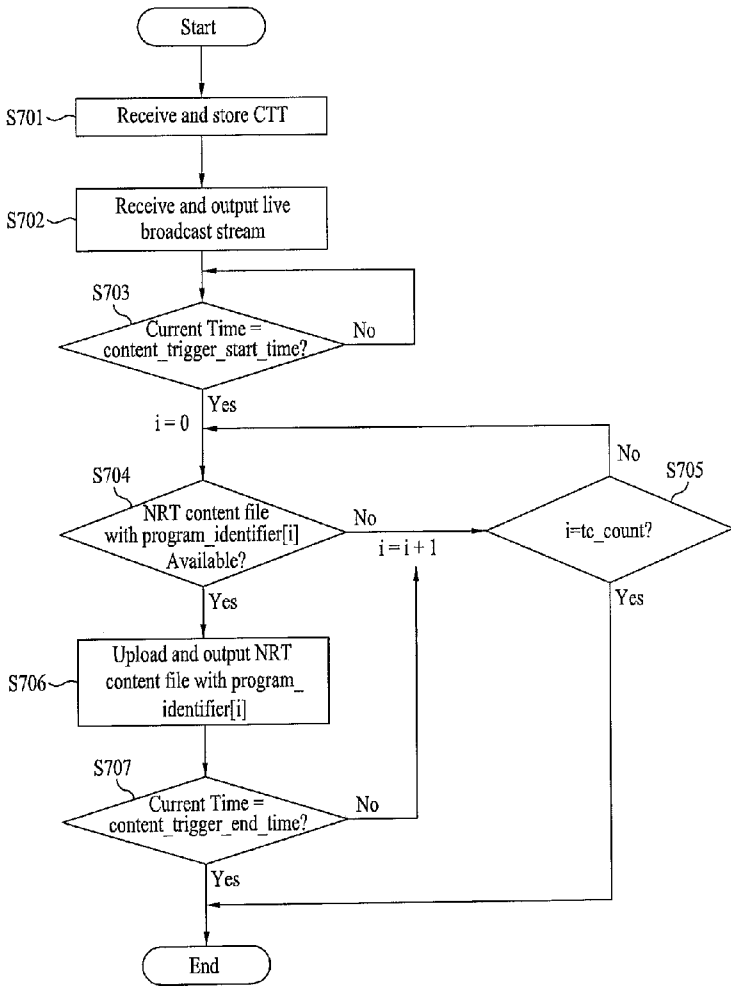 Start
S701
Receive and store CTT
S702
Receive and output live
broadcast stream
S703
Current Time =
content_trigger_start_time?
No
Yes
i = 0
No
S705
S704
NRT content file
with program_identifier[i]
Available?
No
i = i + 1
i=tc_count?
Yes
Yes
S706
Upload and output NRT
content file with program_
identifier[i]
S707
Current Time =
content_trigger_end_time?
No
Yes
End